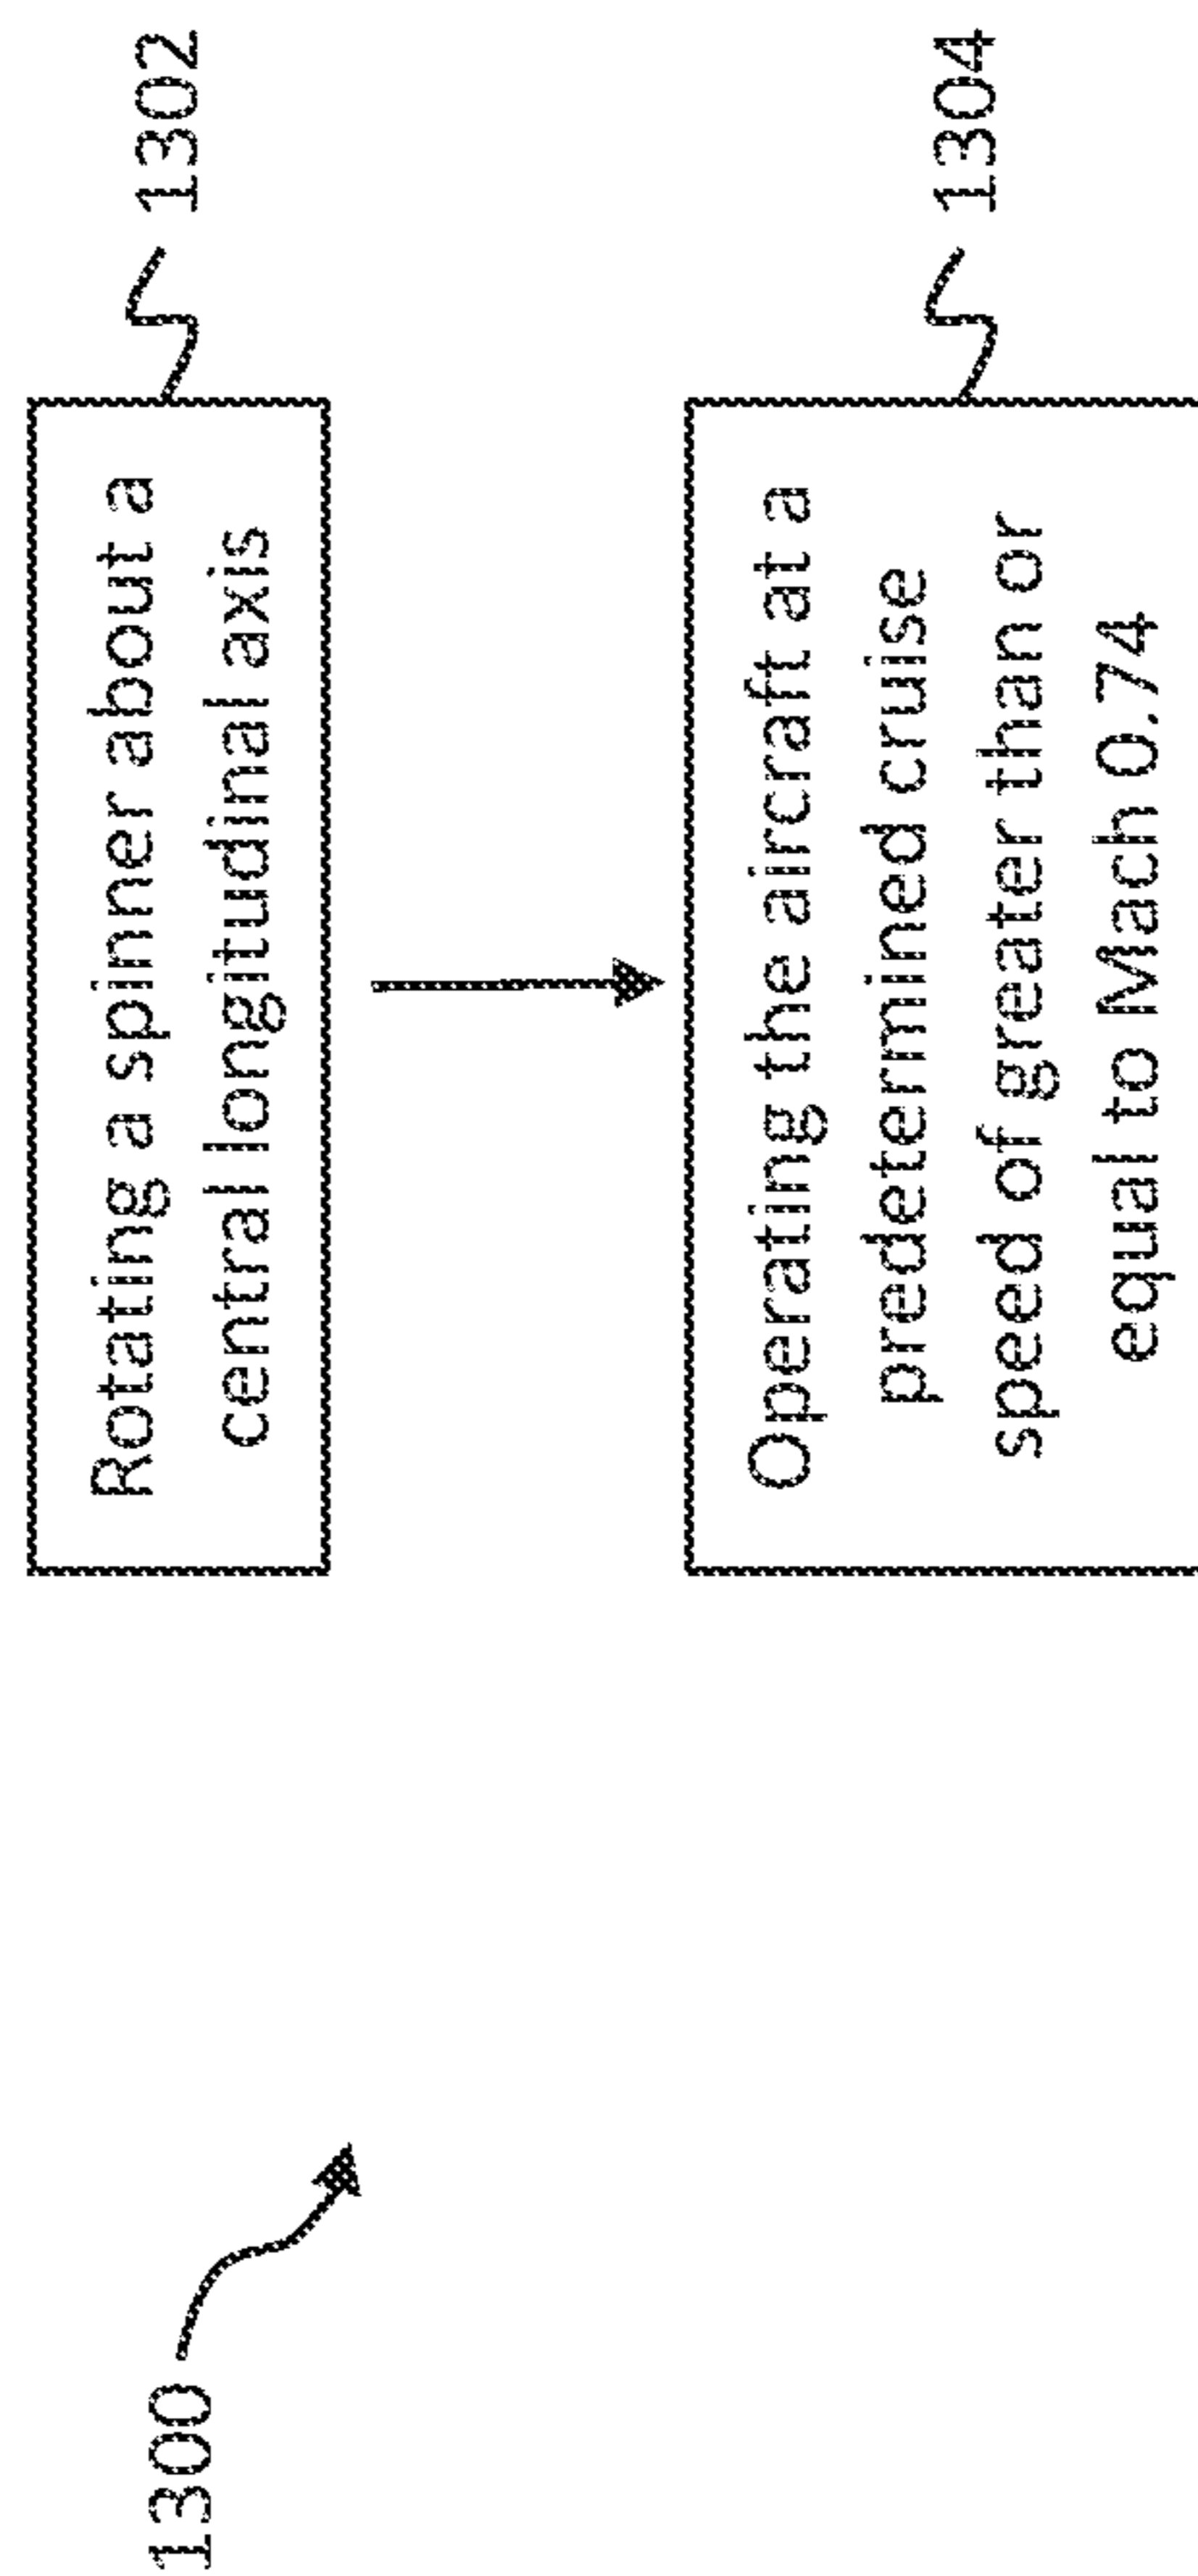 1300
Rotating a spinner about a
central longitudinal axis
1302
Operating the aircraft at a
predetermined cruise
speed of greater than or
equal to Mach 0.74
1304